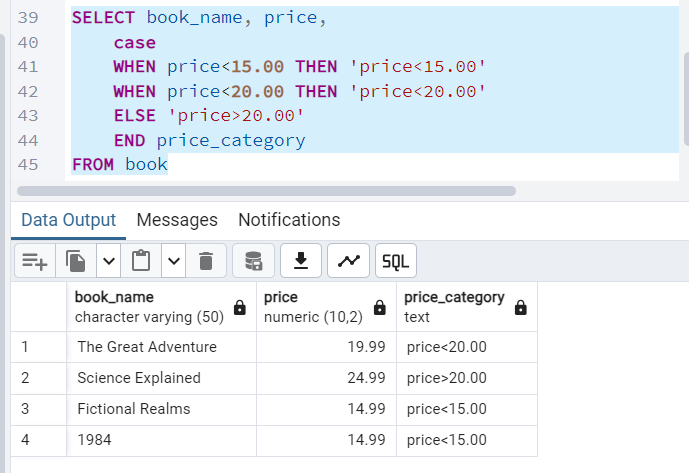 39 SELECT book_name, price,
40 case
41 WHEN price<15.00 THEN 'price<15.00'
42 WHEN price<20.00 THEN 'price<20.00'
43 ELSE 'price>20.00'
44 END price_category
45 FROM book
Data Output Messages Notifications
SQL
book_name price price_category
character varying (50) numeric (10,2) text
1 The Great Adventure 19.99 price<20.00
2 Science Explained 24.99 price>20.00
3 Fictional Realms 14.99 price<15.00
4 1984 14.99 price<15.00